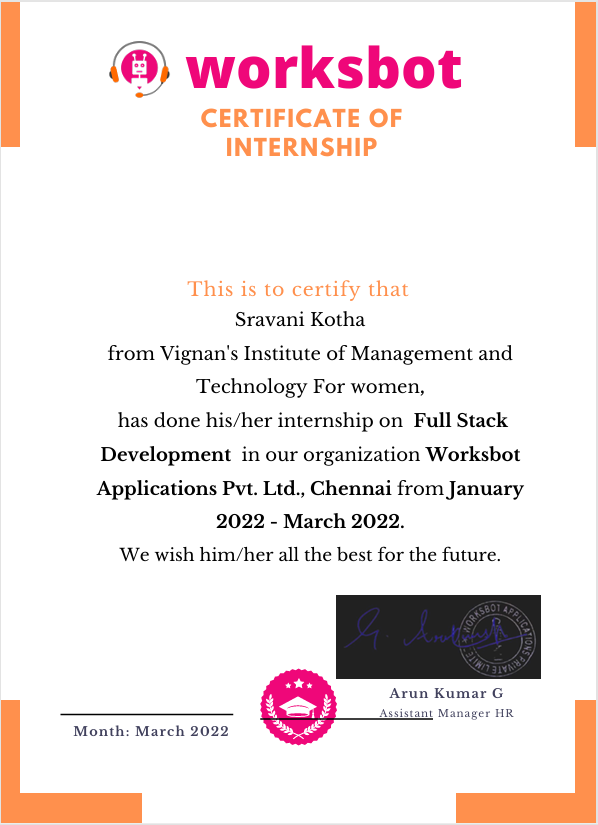 worksbot
CERTIFICATE OF
INTERNSHIP
This is to certify that
Sravani Kotha
from Vignan's Institute of Management and
Technology For women,
has done his/her internship on Full Stack
Development in our organization Worksbot
Applications Pvt. Ltd., Chennai from January
2022 - March 2022.
We wish him/her all the best for the future.
WORKSBOT APPLICATIONS PRIVATE LIMITED
Arun Kumar G
Assistant Manager HR
Month: March 2022